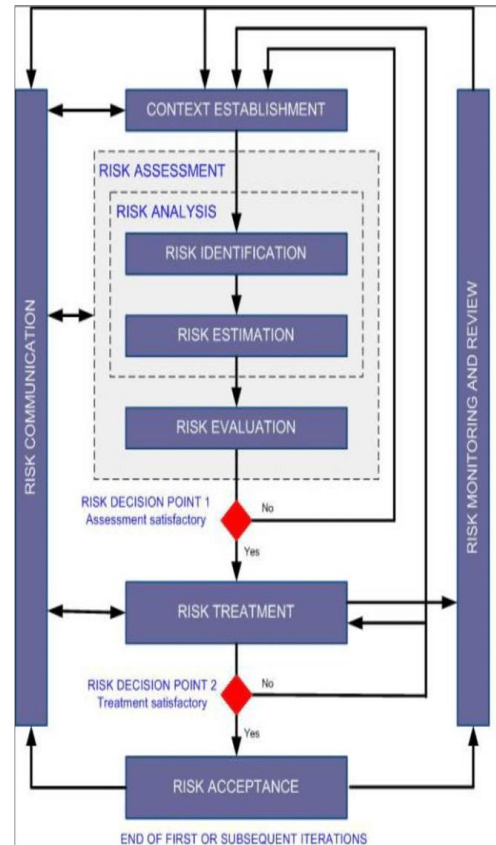 CONTEXT ESTABLISHMENT
RISK ASSESSMENT
RISK ANALYSIS
RISK IDENTIFICATION
RISK ESTIMATION
RISK EVALUATION
RISK COMMUNICATION
RISK MONITORING AND REVIEW
RISK DECISION POINT 1
Assessment satisfactory
No
Yes
RISK TREATMENT
RISK DECISION POINT 2
Treatment satisfactory
No
Yes
RISK ACCEPTANCE
END OF FIRST OR SUBSEQUENT ITERATIONS